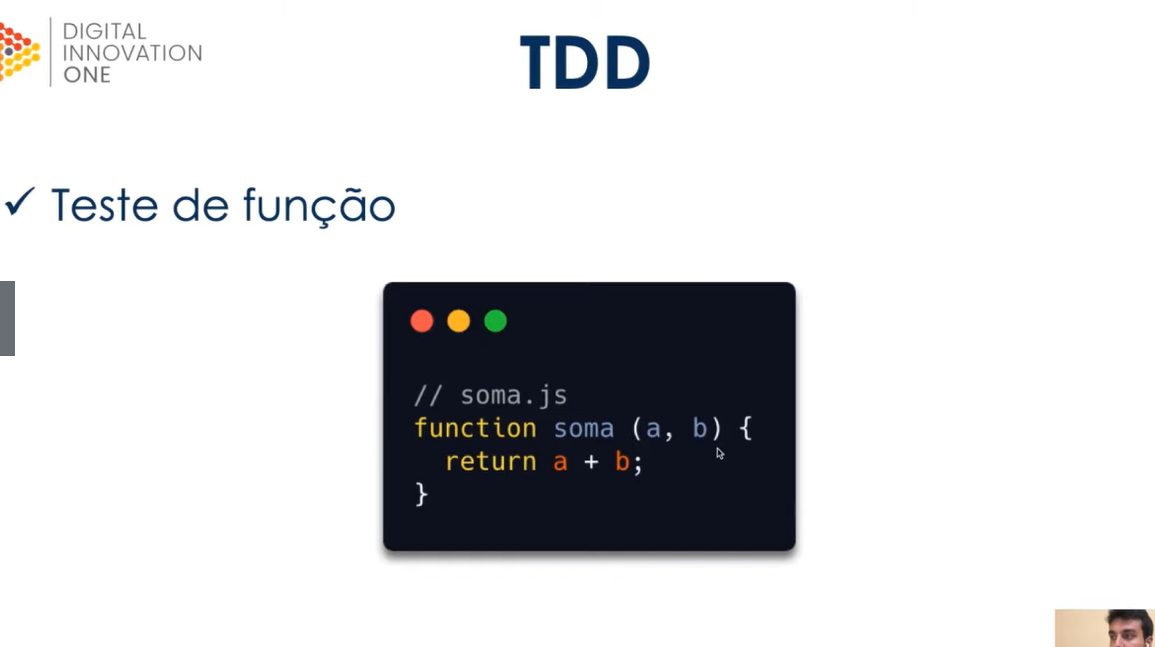 DIGITAL
INNOVATION
ONE
TDD
✓ Teste de função
// soma.js
function soma (a, b) {
  return a + b;
}